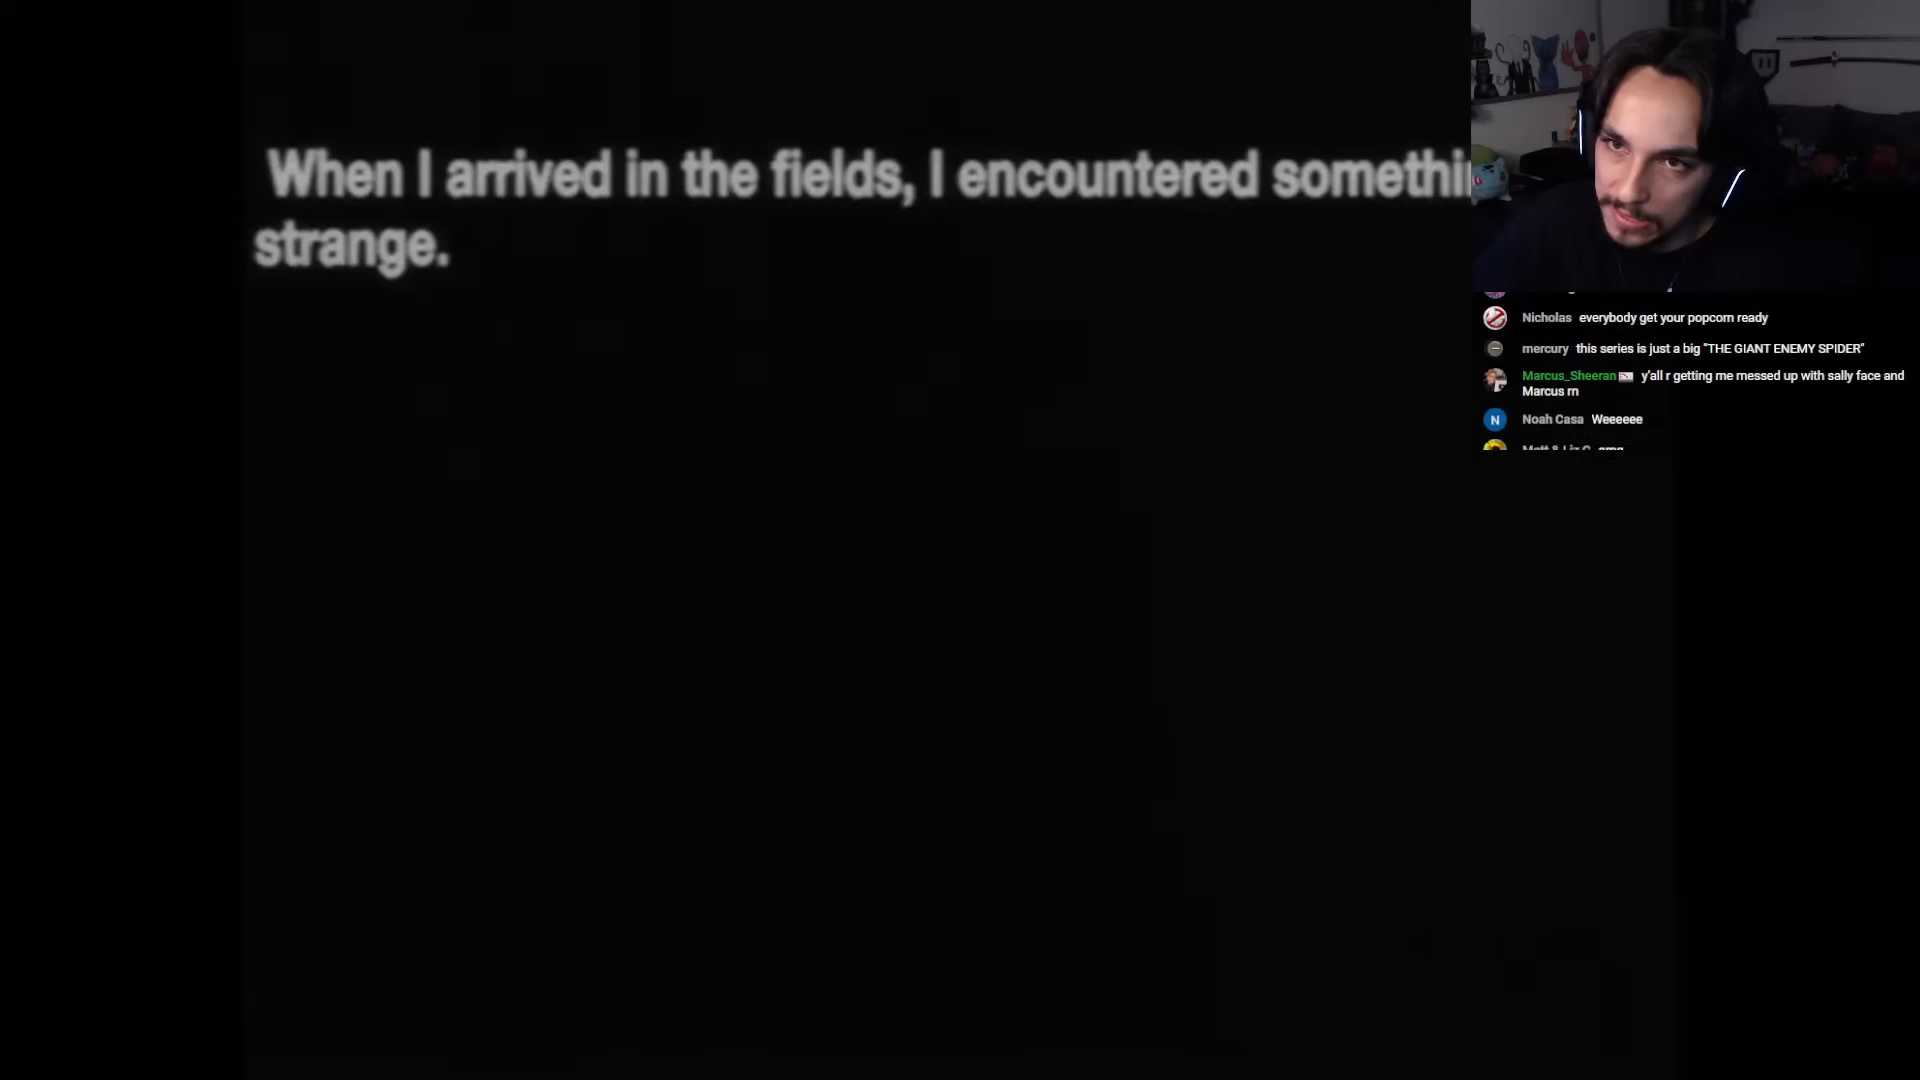 When I arrived in the fields, I encountered
strange.
Nicholas everybody get your popcorn ready
mercury this series is just a big "THE GIANT ENEMY SPIDER"
Marcus_Sheeran y'all r getting me messed up with sally face and
Marcus rn
N Noah Casa Weeeeee